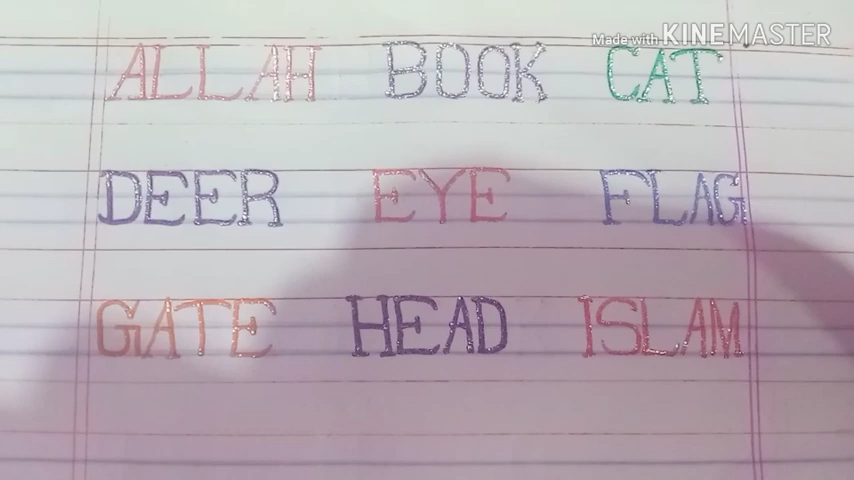 Made with KINEMASTER
ALLAH BOOK CAT
DEER EYE FLAG
GATE HEAD ISLAM